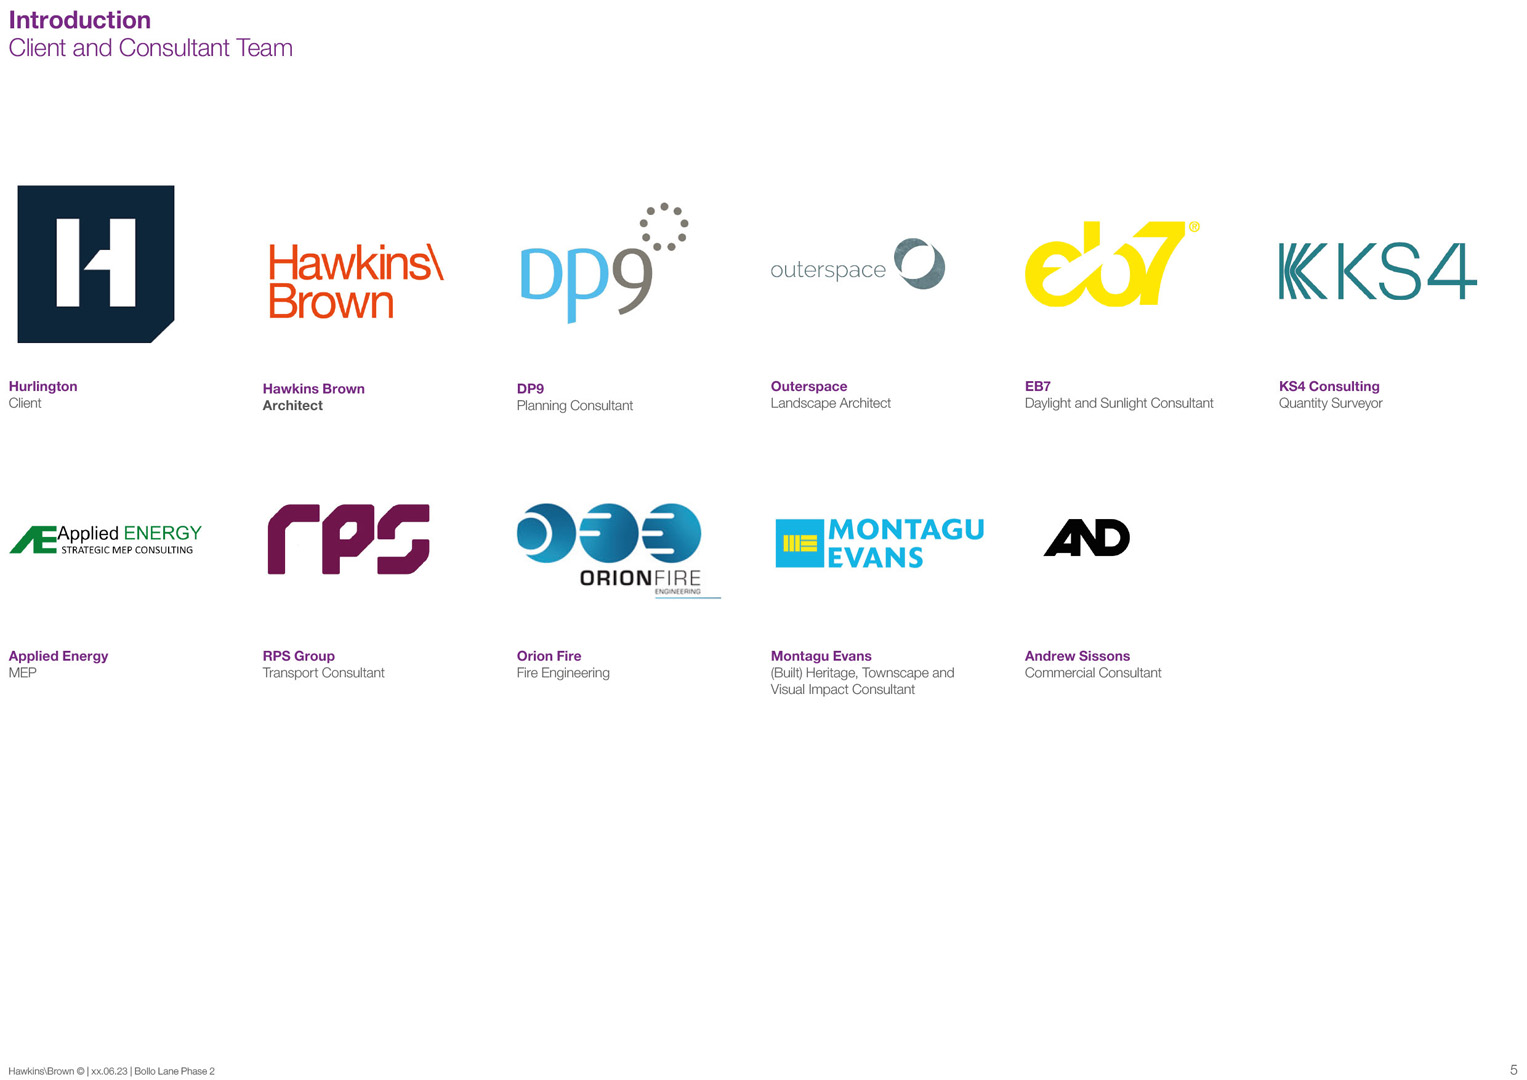 Introduction
Client and Consultant Team
H
Hawkins\
Brown
DP9
outerspace
eb7®
KKS4
Hurlington
Client
Hawkins Brown
Architect
DP9
Planning Consultant
Outerspace
Landscape Architect
EB7
Daylight and Sunlight Consultant
KS4 Consulting
Quantity Surveyor
Æ Applied ENERGY
STRATEGIC MEP CONSULTING
rps
OFE
ORIONFIRE
ENGINEERING
ME MONTAGU
EVANS
AND
Applied Energy
MEP
RPS Group
Transport Consultant
Orion Fire
Fire Engineering
Montagu Evans
(Built) Heritage, Townscape and
Visual Impact Consultant
Andrew Sissons
Commercial Consultant
Hawkins\Brown © | xx.06.23 | Bollo Lane Phase 2
5